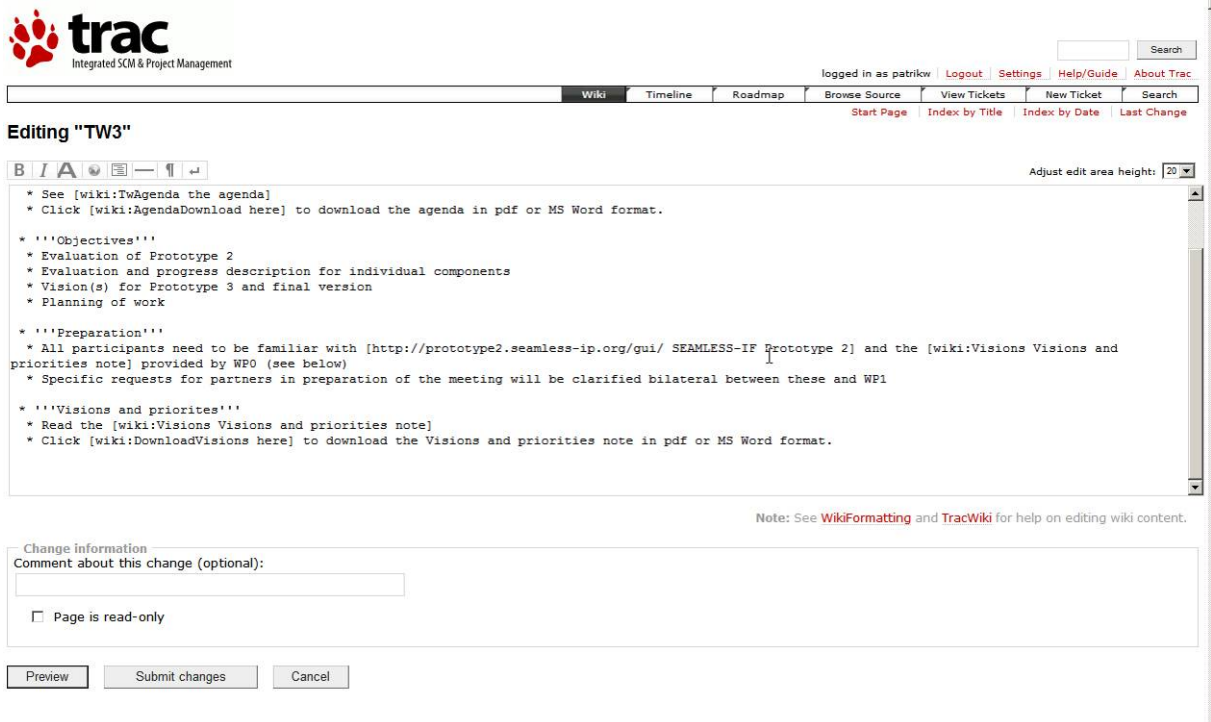 trac
Integrated SCM & Project Management
Search
logged in as patrikw Logout Settings Help/Guide About Trac
Wiki Timeline Roadmap Browse Source View Tickets New Ticket Search
Start Page Index by Title Index by Date Last Change
Editing "TW3"
B I A ¶ ↵
Adjust edit area height: 20
* See [wiki:TwAgenda the agenda]
* Click [wiki:AgendaDownload here] to download the agenda in pdf or MS Word format.
* '''Objectives'''
* Evaluation of Prototype 2
* Evaluation and progress description for individual components
* Vision(s) for Prototype 3 and final version
* Planning of work
* '''Preparation'''
* All participants need to be familiar with [http://prototype2.seamless-ip.org/gui/ SEAMLESS-IF Prototype 2] and the [wiki:Visions Visions and
priorities note] provided by WP0 (see below)
* Specific requests for partners in preparation of the meeting will be clarified bilateral between these and WP1
* '''Visions and priorites'''
* Read the [wiki:Visions Visions and priorities note]
* Click [wiki:DownloadVisions here] to download the Visions and priorities note in pdf or MS Word format.
Note: See WikiFormatting and TracWiki for help on editing wiki content.
Change information
Comment about this change (optional):
Page is read-only
Preview Submit changes Cancel